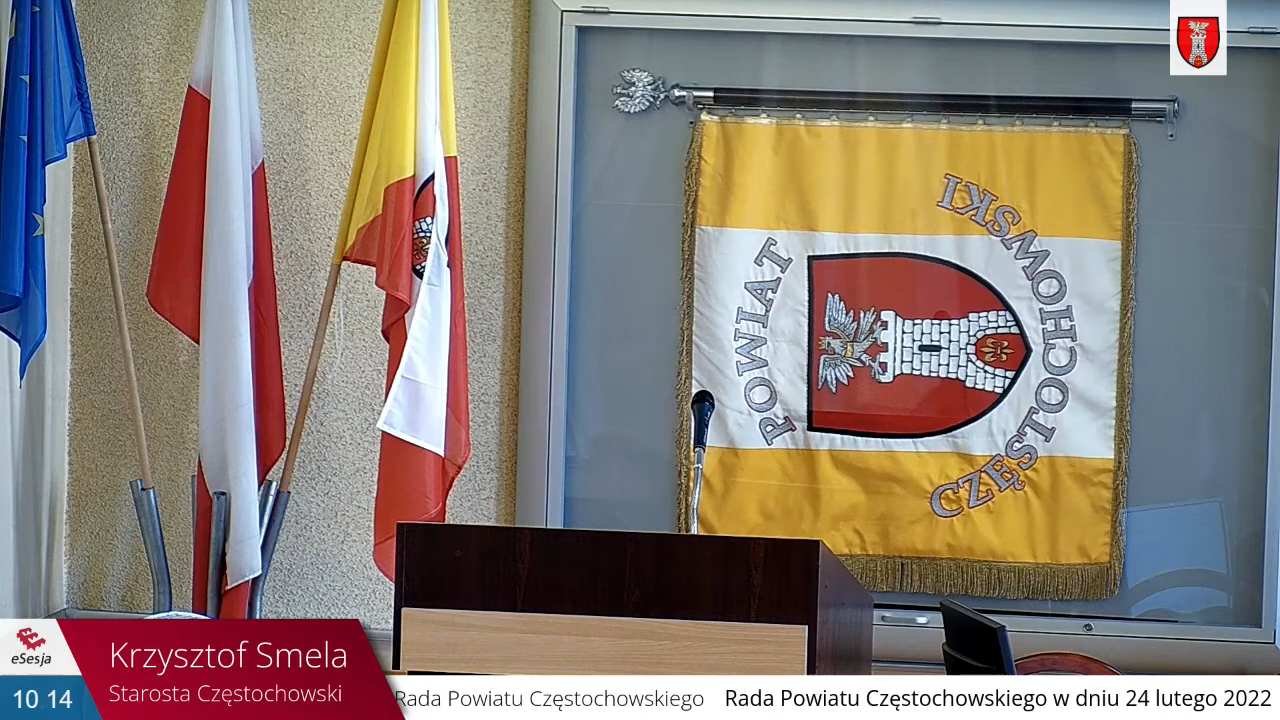 POWIAT
CZĘSTOCHOWSKI
eSesja
Krzysztof Smela
10 14
Starosta Częstochowski
Rada Powiatu Częstochowskiego
Rada Powiatu Częstochowskiego w dniu 24 lutego 2022